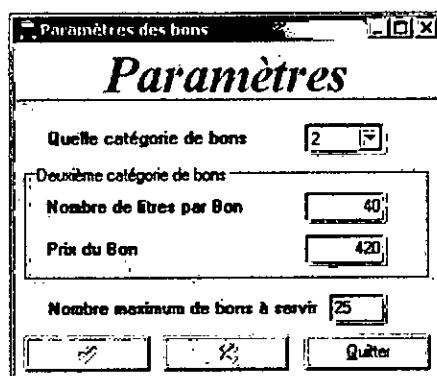 Paramètres des bons
Paramètres
Quelle catégorie de bons 2
Deuxième catégorie de bons
Nombre de litres par Bon 40
Prix du Bon 420
Nombre maximum de bons à servir 25
Quitter